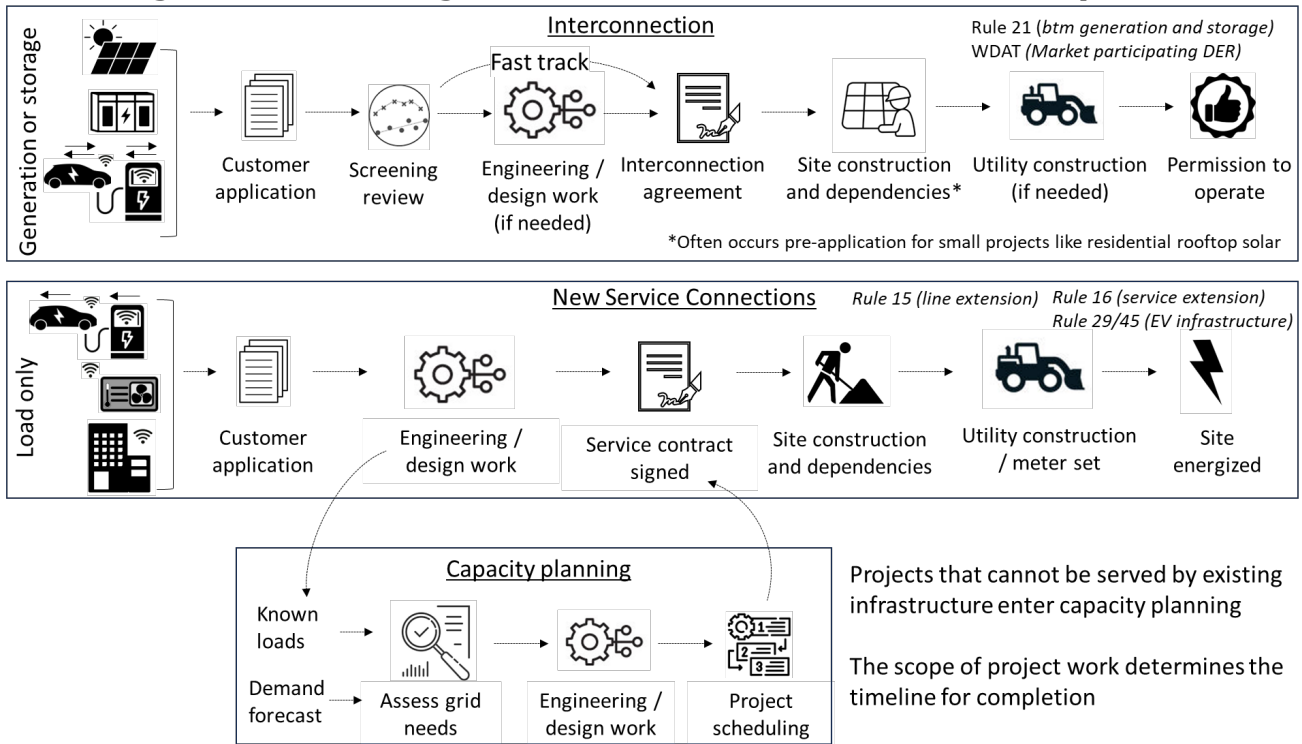 Interconnection
Rule 21 (btm generation and storage)
WDAT (Market participating DER)
Generation or storage
Fast track
Customer
application
Screening
review
Engineering /
design work
(if needed)
Interconnection
agreement
Site construction
and dependencies*
Utility construction
(if needed)
Permission to
operate
*Often occurs pre-application for small projects like residential rooftop solar
New Service Connections
Rule 15 (line extension)
Rule 16 (service extension)
Rule 29/45 (EV infrastructure)
Load only
Customer
application
Engineering /
design work
Service contract
signed
Site construction
and dependencies
Utility construction
/ meter set
Site
energized
Capacity planning
Known
loads
Demand
forecast
Assess grid
needs
Engineering /
design work
1
2
3
Project
scheduling
Projects that cannot be served by existing
infrastructure enter capacity planning
The scope of project work determines the
timeline for completion